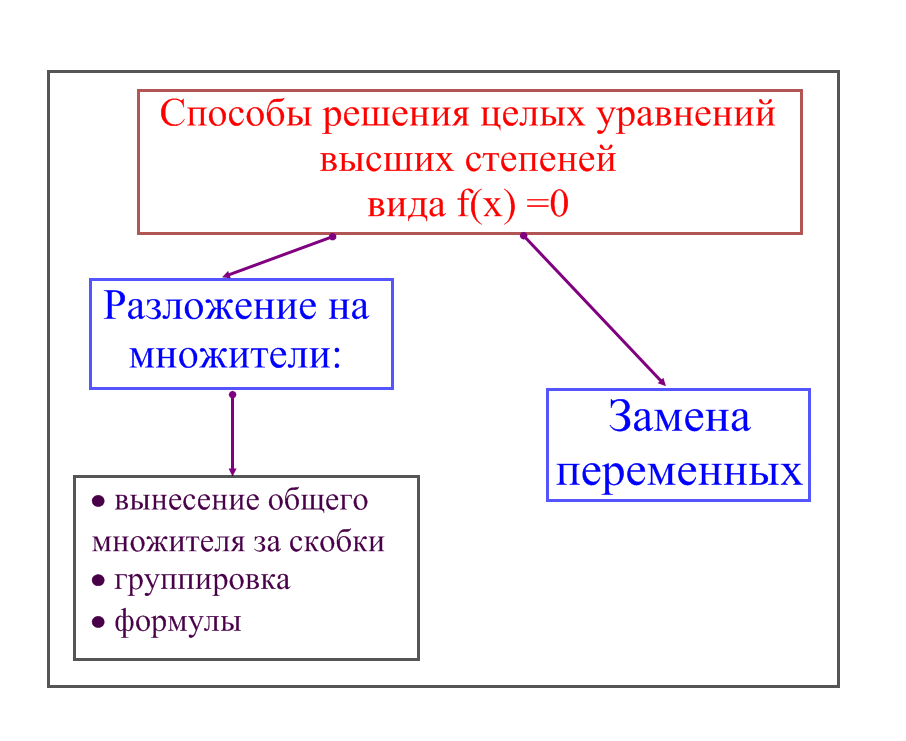 Способы решения целых уравнений
высших степеней
вида f(x) =0
Разложение на
множители:
Замена
переменных
● вынесение общего
множителя за скобки
● группировка
● формулы